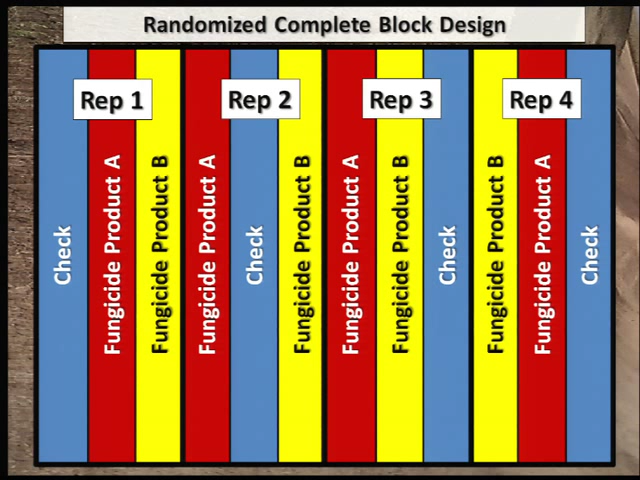 Randomized Complete Block Design
Rep 1
Rep 2
Rep 3
Rep 4
Check
Fungicide Product A
Fungicide Product B
Fungicide Product A
Check
Fungicide Product B
Fungicide Product A
Fungicide Product B
Check
Fungicide Product B
Fungicide Product A
Check